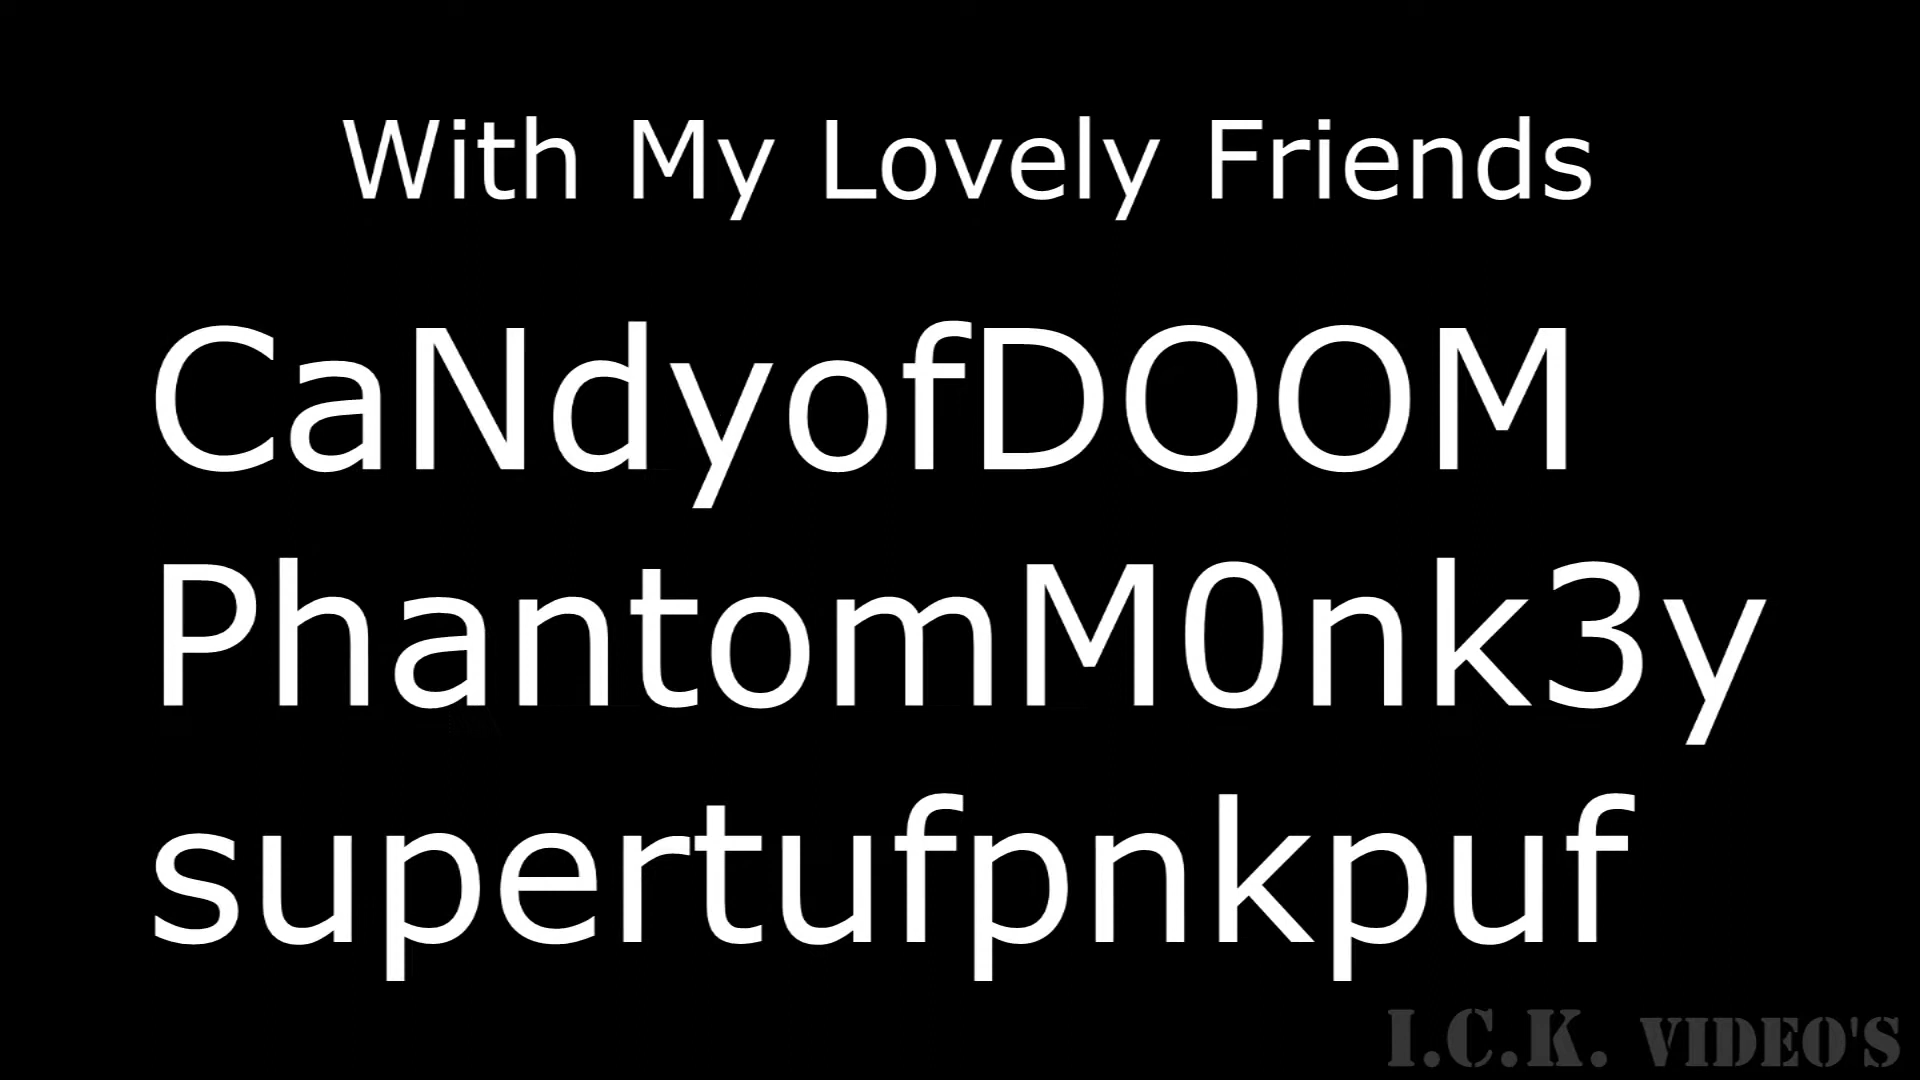 With My Lovely Friends
CaNdyofDOOM
PhantomM0nk3y
supertufpnkpuf
I.C.K. VIDEO'S